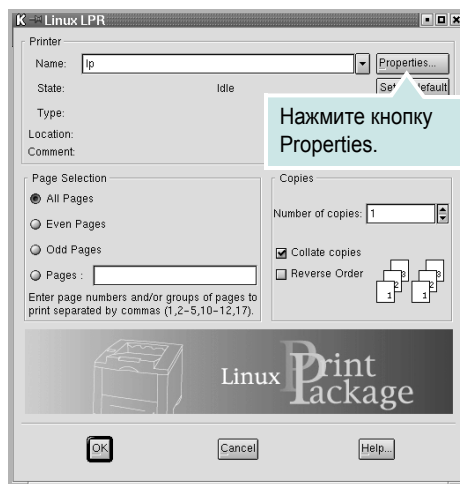 Linux LPR
Printer
Name: lp Properties...
State: Idle
Type:
Нажмите кнопку
Properties.
Location:
Comment:
Page Selection
All Pages
Even Pages
Odd Pages
Pages :
Enter page numbers and/or groups of pages to
print separated by commas (1,2-5,10-12,17).
Copies
Number of copies: 1
Collate copies
Reverse Order
Linux Print
Package
OK Cancel Help...